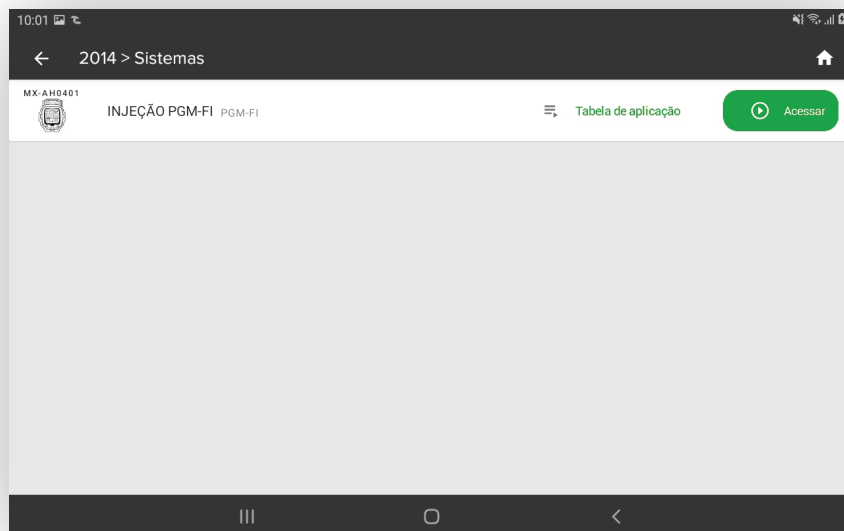 10:01
2014 > Sistemas
MX-AH0401
INJEÇÃO PGM-FI PGM-FI
Tabela de aplicação
Acessar